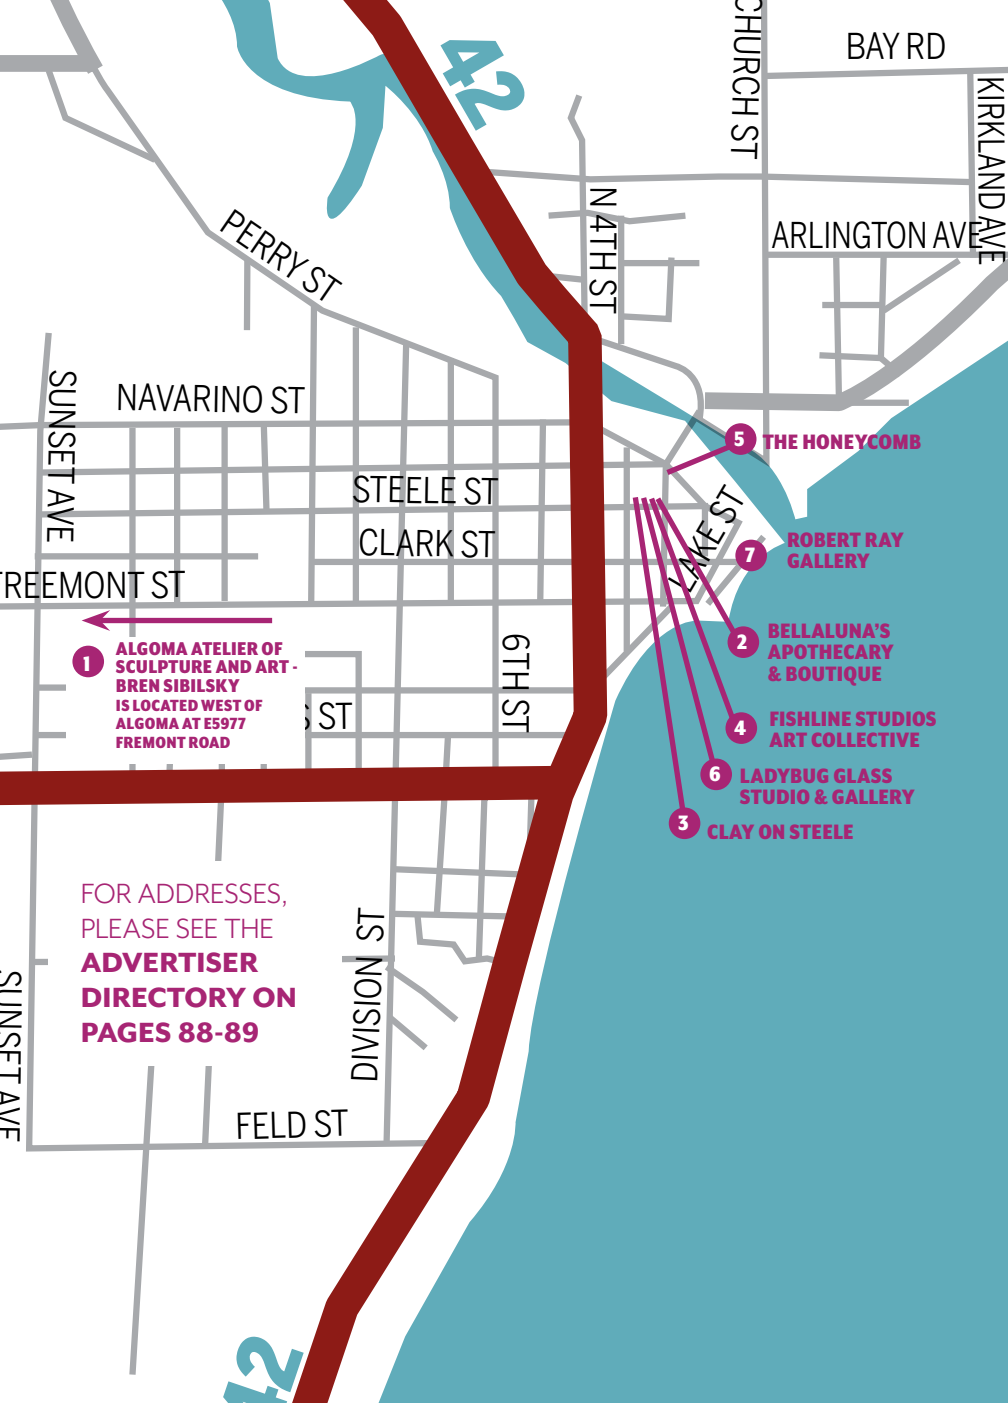 42
CHURCH ST
BAY RD
KIRKLAND AVE
N 4TH ST
ARLINGTON AVE
PERRY ST
SUNSET AVE
NAVARINO ST
5 THE HONEYCOMB
STEELE ST
CLARK ST
LAKE ST
7 ROBERT RAY
GALLERY
TREEMONT ST
1 ALGOMA ATELIER OF
SCULPTURE AND ART -
BREN SIBILSKY
IS LOCATED WEST OF
ALGOMA AT E5977
FREMONT ROAD
6TH ST
S ST
2 BELLALUNA'S
APOTHECARY
& BOUTIQUE
4 FISHLINE STUDIOS
ART COLLECTIVE
6 LADYBUG GLASS
STUDIO & GALLERY
3 CLAY ON STEELE
FOR ADDRESSES,
PLEASE SEE THE
ADVERTISER
DIRECTORY ON
PAGES 88-89
SUNSET AVE
DIVISION ST
FELD ST
42